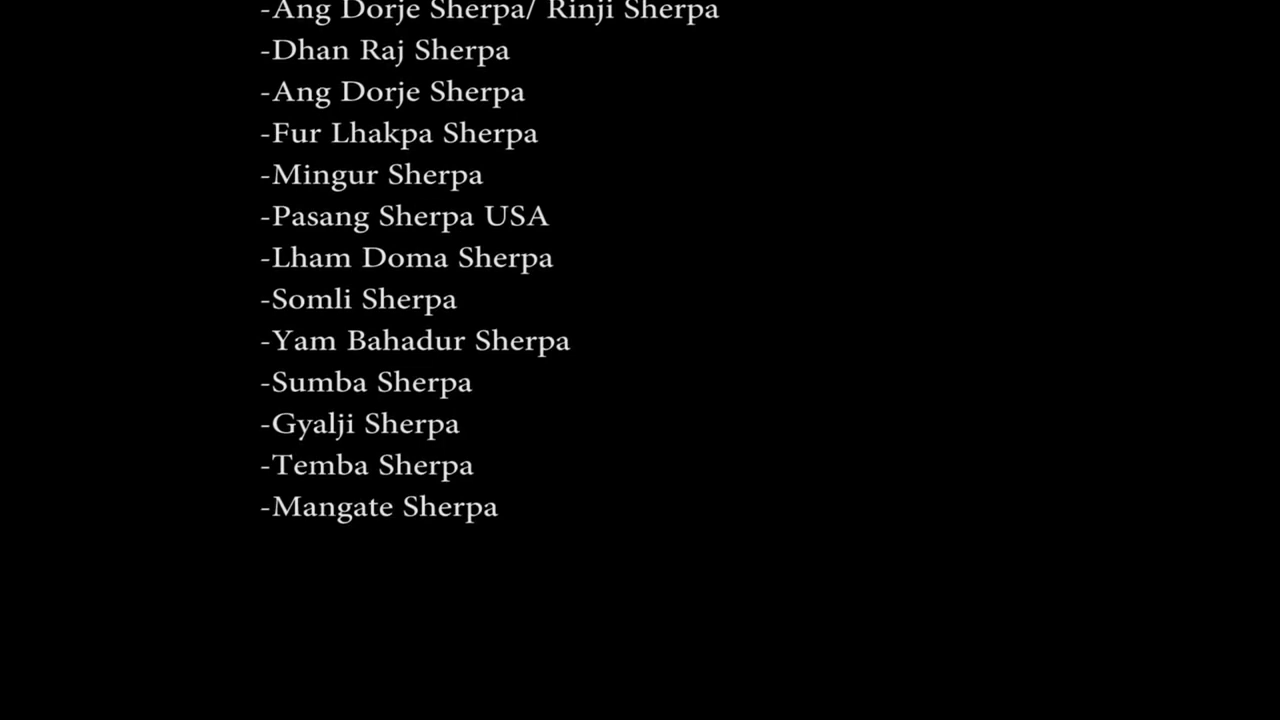 -Ang Dorje Sherpa/ Rinji Sherpa
-Dhan Raj Sherpa
-Ang Dorje Sherpa
-Fur Lhakpa Sherpa
-Mingur Sherpa
-Pasang Sherpa USA
-Lham Doma Sherpa
-Somli Sherpa
-Yam Bahadur Sherpa
-Sumba Sherpa
-Gyalji Sherpa
-Temba Sherpa
-Mangate Sherpa